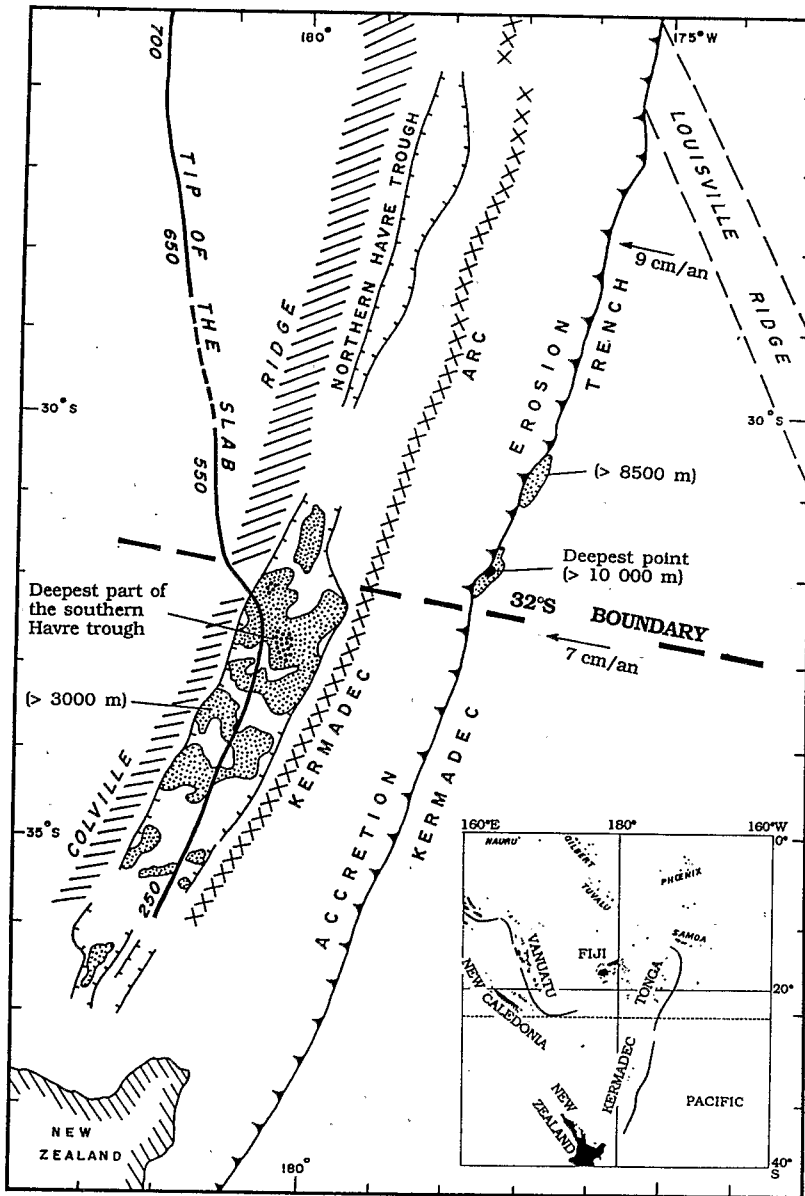 180°
175° W
700
TIP OF THE SLAB
650
550
250
RIDGE
NORTHERN HAVRE TROUGH
LOUISVILLE
RIDGE
9 cm/an
ARC
EROSION
TRENCH
30°S
30°S
(> 8500 m)
Deepest point
(> 10 000 m)
Deepest part of
the southern
Havre trough
32°S BOUNDARY
7 cm/an
(> 3000 m)
COLVILLE
KERMADEC
ACCRETION
KERMADEC
35°S
NEW
ZEALAND
180°
160°E
180°
160°W
0°
NAURU
GILBERT
TUVALU
PHŒNIX
SAMOA
VANUATU
FIJI
TONGA
NEW
CALEDONIA
20°
KERMADEC
PACIFIC
NEW
ZEALAND
40°
S